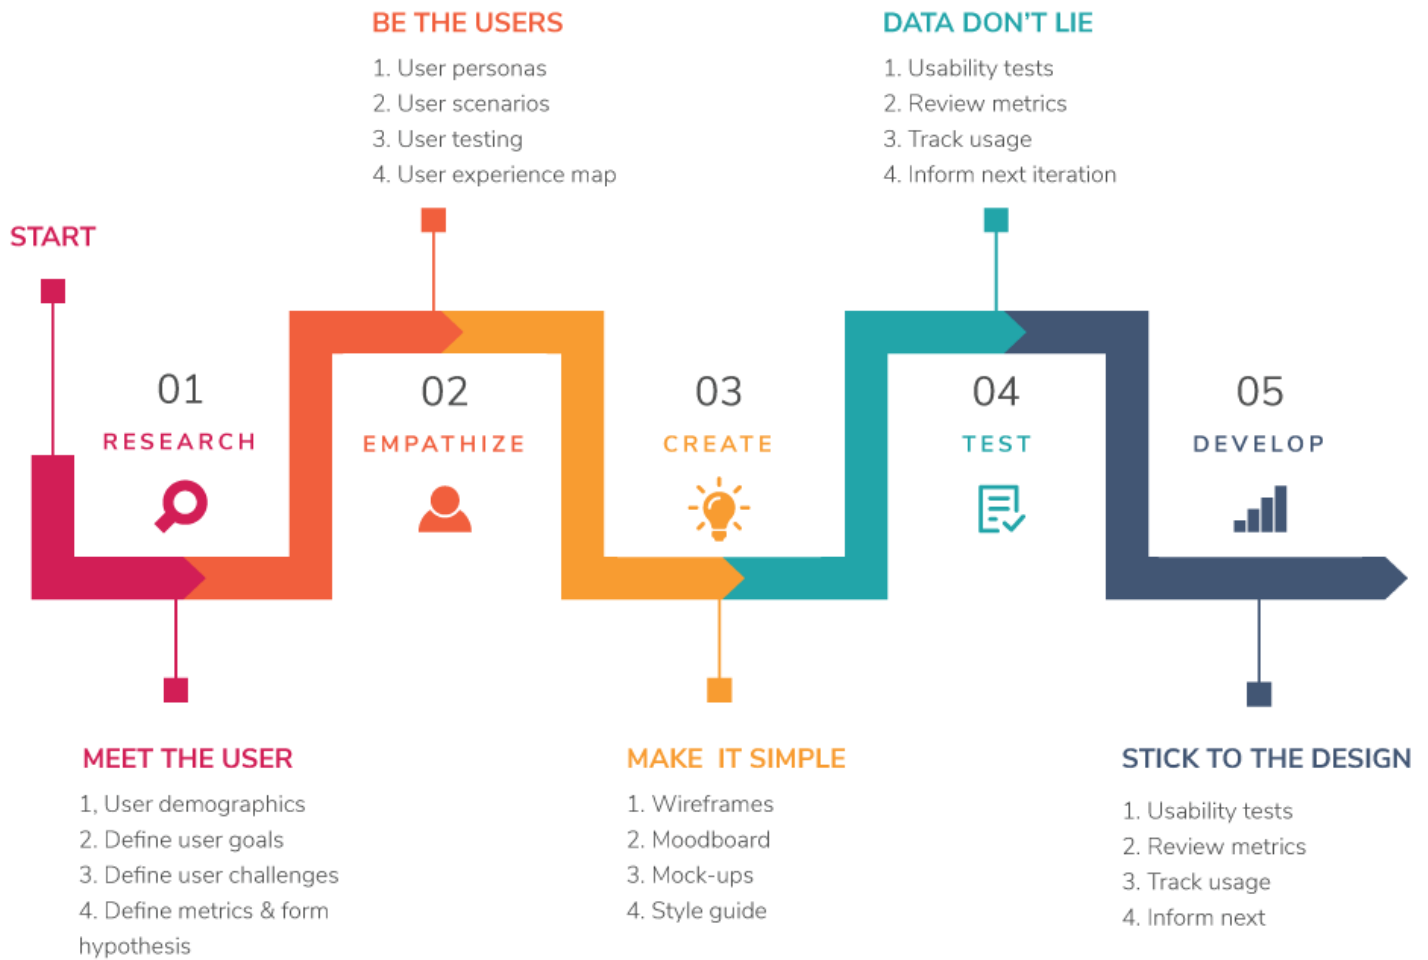 BE THE USERS
1. User personas
2. User scenarios
3. User testing
4. User experience map
DATA DON'T LIE
1. Usability tests
2. Review metrics
3. Track usage
4. Inform next iteration
START
01
RESEARCH
02
EMPATHIZE
03
CREATE
04
TEST
05
DEVELOP
MEET THE USER
1, User demographics
2. Define user goals
3. Define user challenges
4. Define metrics & form
hypothesis
MAKE  IT SIMPLE
1. Wireframes
2. Moodboard
3. Mock-ups
4. Style guide
STICK TO THE DESIGN
1. Usability tests
2. Review metrics
3. Track usage
4. Inform next